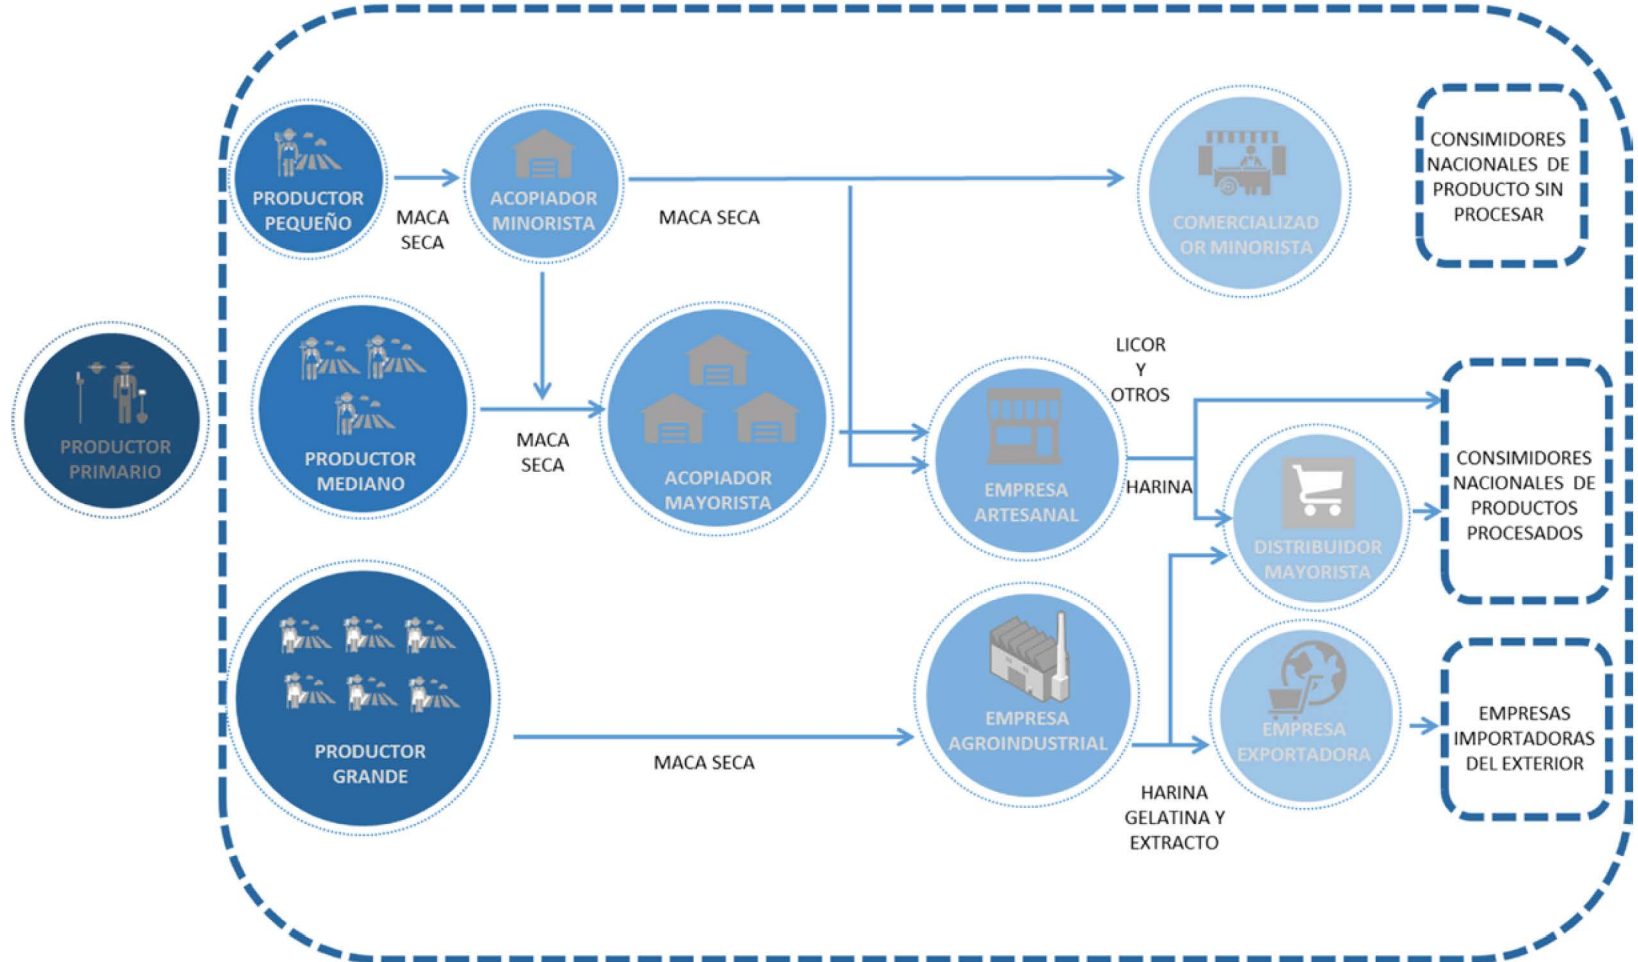 PRODUCTOR
PRIMARIO
PRODUCTOR
PEQUEÑO
MACA
SECA
ACOPIADOR
MINORISTA
MACA SECA
COMERCIALIZAD
OR MINORISTA
CONSIMIDORES
NACIONALES DE
PRODUCTO SIN
PROCESAR
PRODUCTOR
MEDIANO
MACA
SECA
ACOPIADOR
MAYORISTA
EMPRESA
ARTESANAL
LICOR
Y
OTROS
HARINA
DISTRIBUIDOR
MAYORISTA
CONSIMIDORES
NACIONALES DE
PRODUCTOS
PROCESADOS
PRODUCTOR
GRANDE
MACA SECA
EMPRESA
AGROINDUSTRIAL
HARINA
GELATINA Y
EXTRACTO
EMPRESA
EXPORTADORA
EMPRESAS
IMPORTADORAS
DEL EXTERIOR